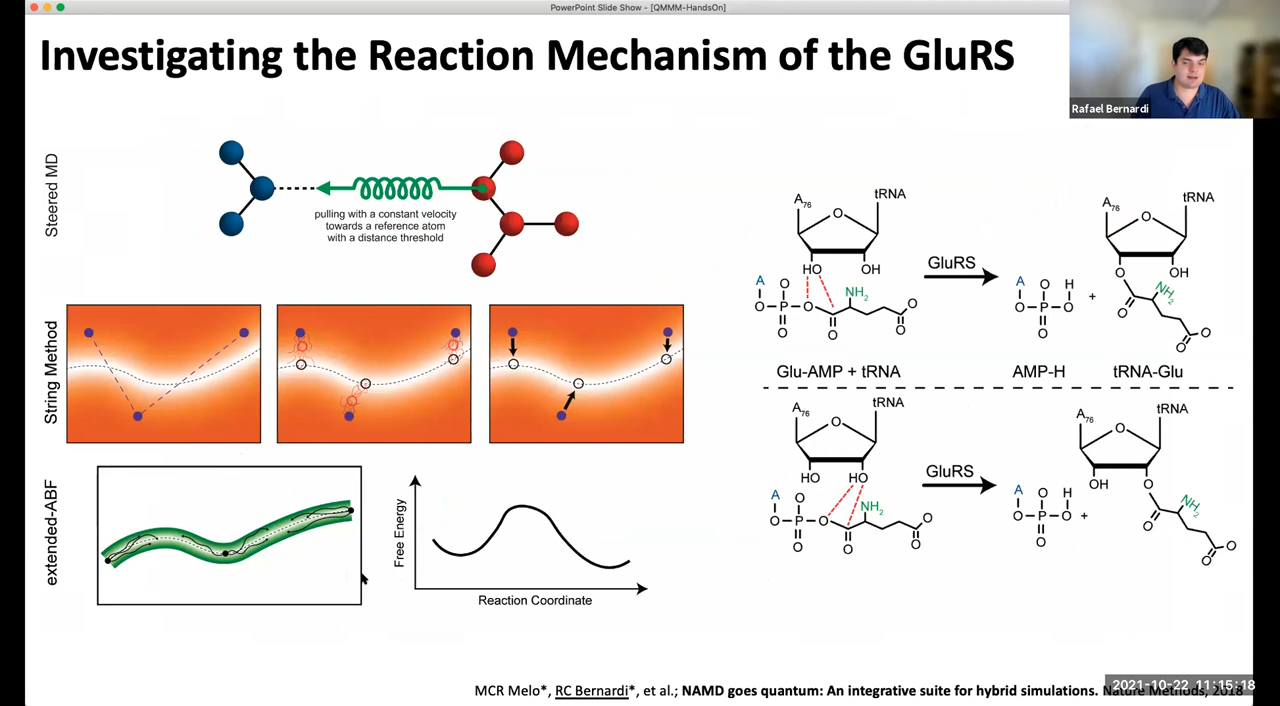 PowerPoint Slide Show - [QMMM-HandsOn]
Investigating the Reaction Mechanism of the GluRS
Rafael Bernardi
Steered MD
pulling with a constant velocity
towards a reference atom
with a distance threshold
String Method
extended-ABF
Free Energy
Reaction Coordinate
A76
tRNA
O
HO
OH
A
O
NH2
O
P
O
O
O
O
O
GluRS
A
O
H
O
P
O
O
+
A76
tRNA
O
O
OH
NH2
O
O
O
Glu-AMP + tRNA
AMP-H
tRNA-Glu
A76
tRNA
O
HO
HO
A
O
NH2
O
P
O
O
O
O
O
GluRS
A
O
H
O
P
O
O
+
A76
tRNA
O
OH
O
NH2
O
O
O
MCR Melo*, RC Bernardi*, et al.; NAMD goes quantum: An integrative suite for hybrid simulations. Nature Methods, 2018
2021-10-22 11:15:18